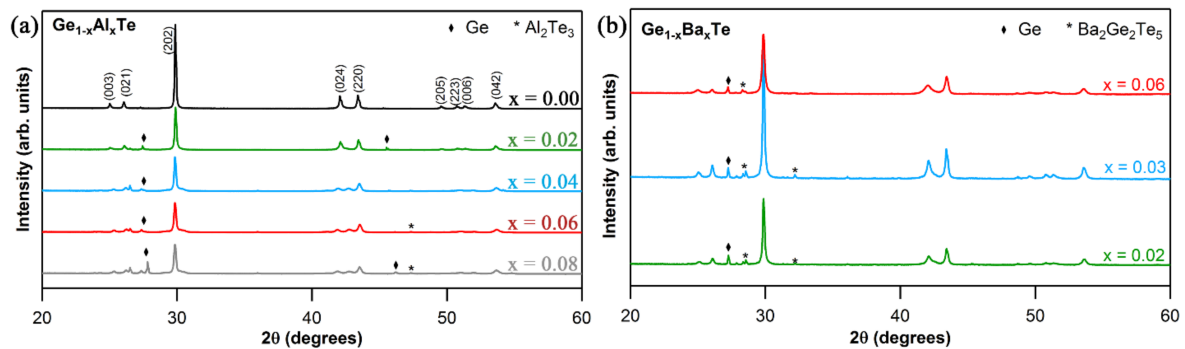 (a)
Ge1-xAlxTe
♦ Ge * Al2Te3
(003)
(021)
(202)
(024)
(220)
(205)
(223)
(006)
(042)
x = 0.00
x = 0.02
x = 0.04
x = 0.06
x = 0.08
Intensity (arb. units)
20 30 40 50 60
2θ (degrees)
(b)
Ge1-xBaxTe
♦ Ge * Ba2Ge2Te5
x = 0.06
x = 0.03
x = 0.02
Intensity (arb. units)
20 30 40 50 60
2θ (degrees)